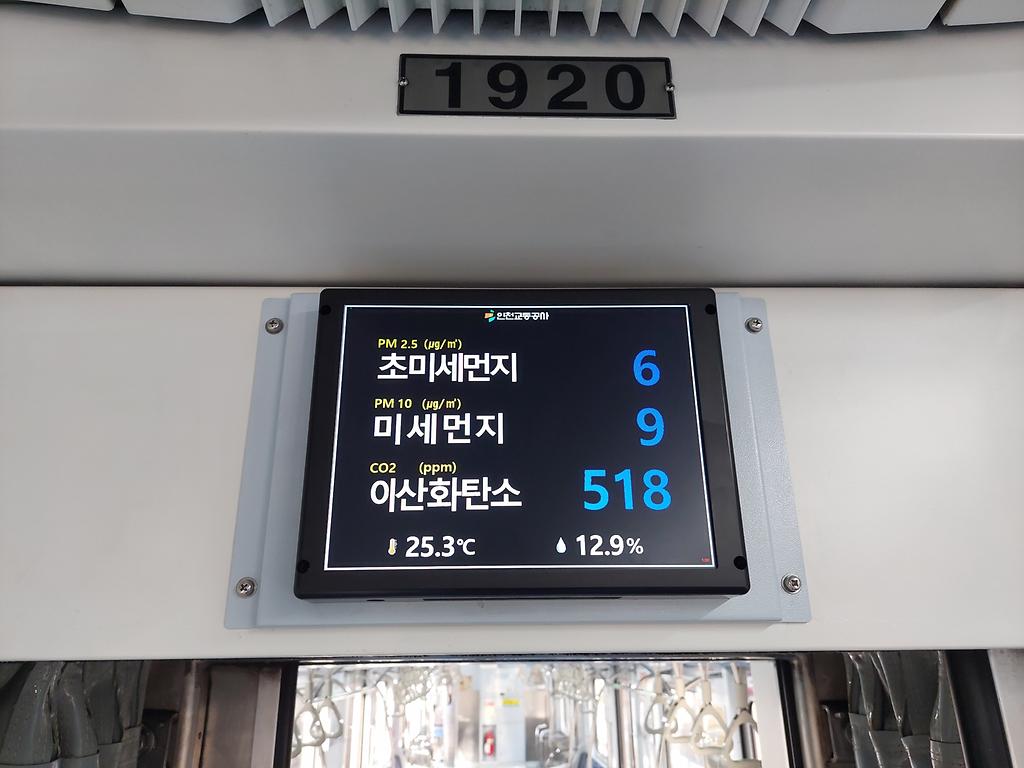 1920
인천교통공사
PM 2.5 (㎍/㎥)
초미세먼지 6
PM 10 (㎍/㎥)
미세먼지 9
CO2 (ppm)
이산화탄소 518
25.3℃ 12.9%